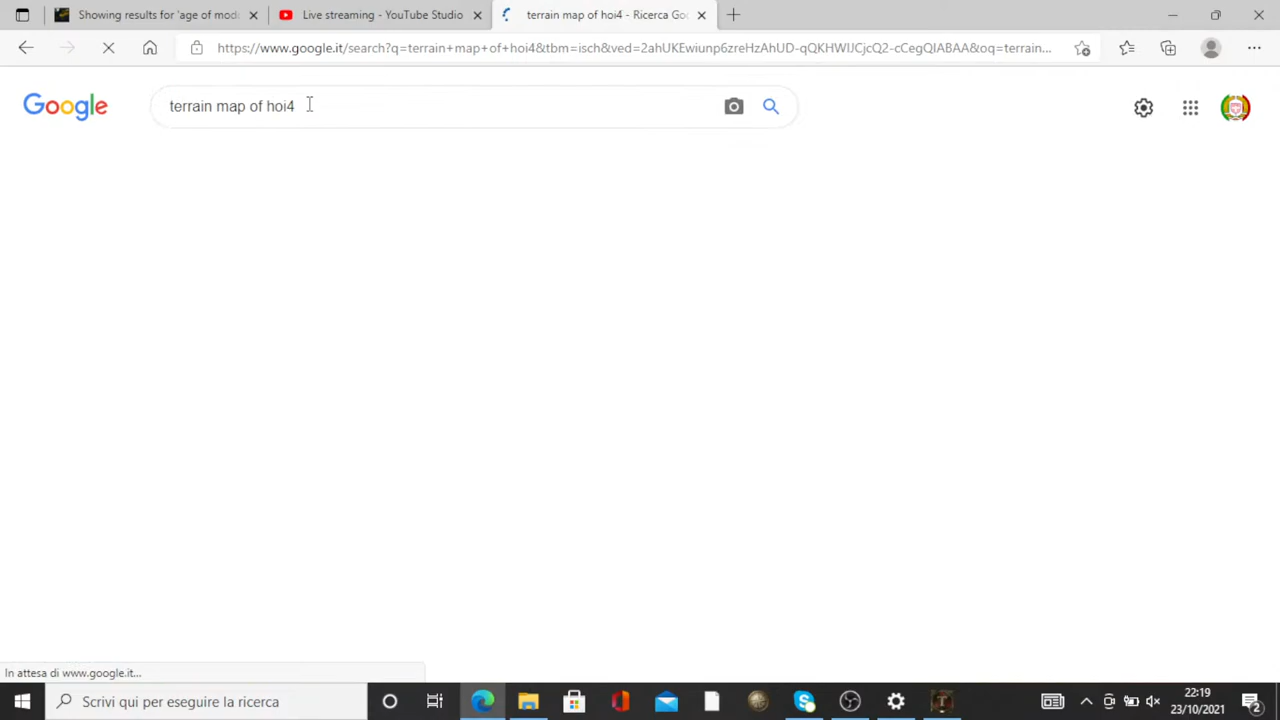 Showing results for 'age of mod
Live streaming - YouTube Studio
terrain map of hoi4 - Ricerca Goo
https://www.google.it/search?q=terrain+map+of+hoi4&tbm=isch&ved=2ahUKEwiunp6zreHzAhUD-qQKHWIJCjcQ2-cCegQIABAA&oq=terrain...
Google
terrain map of hoi4
In attesa di www.google.it...
Scrivi qui per eseguire la ricerca
22:19
23/10/2021
2